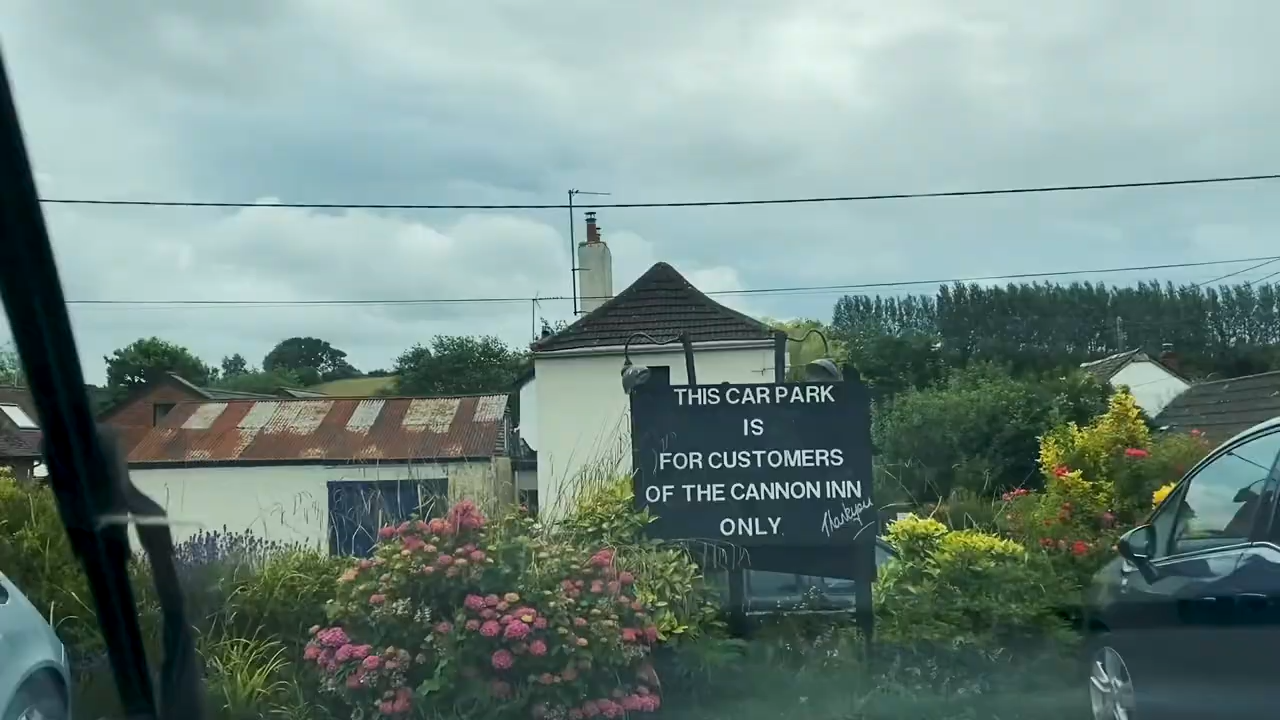 THIS CAR PARK
IS
FOR CUSTOMERS
OF THE CANNON INN
ONLY.
Thankyou